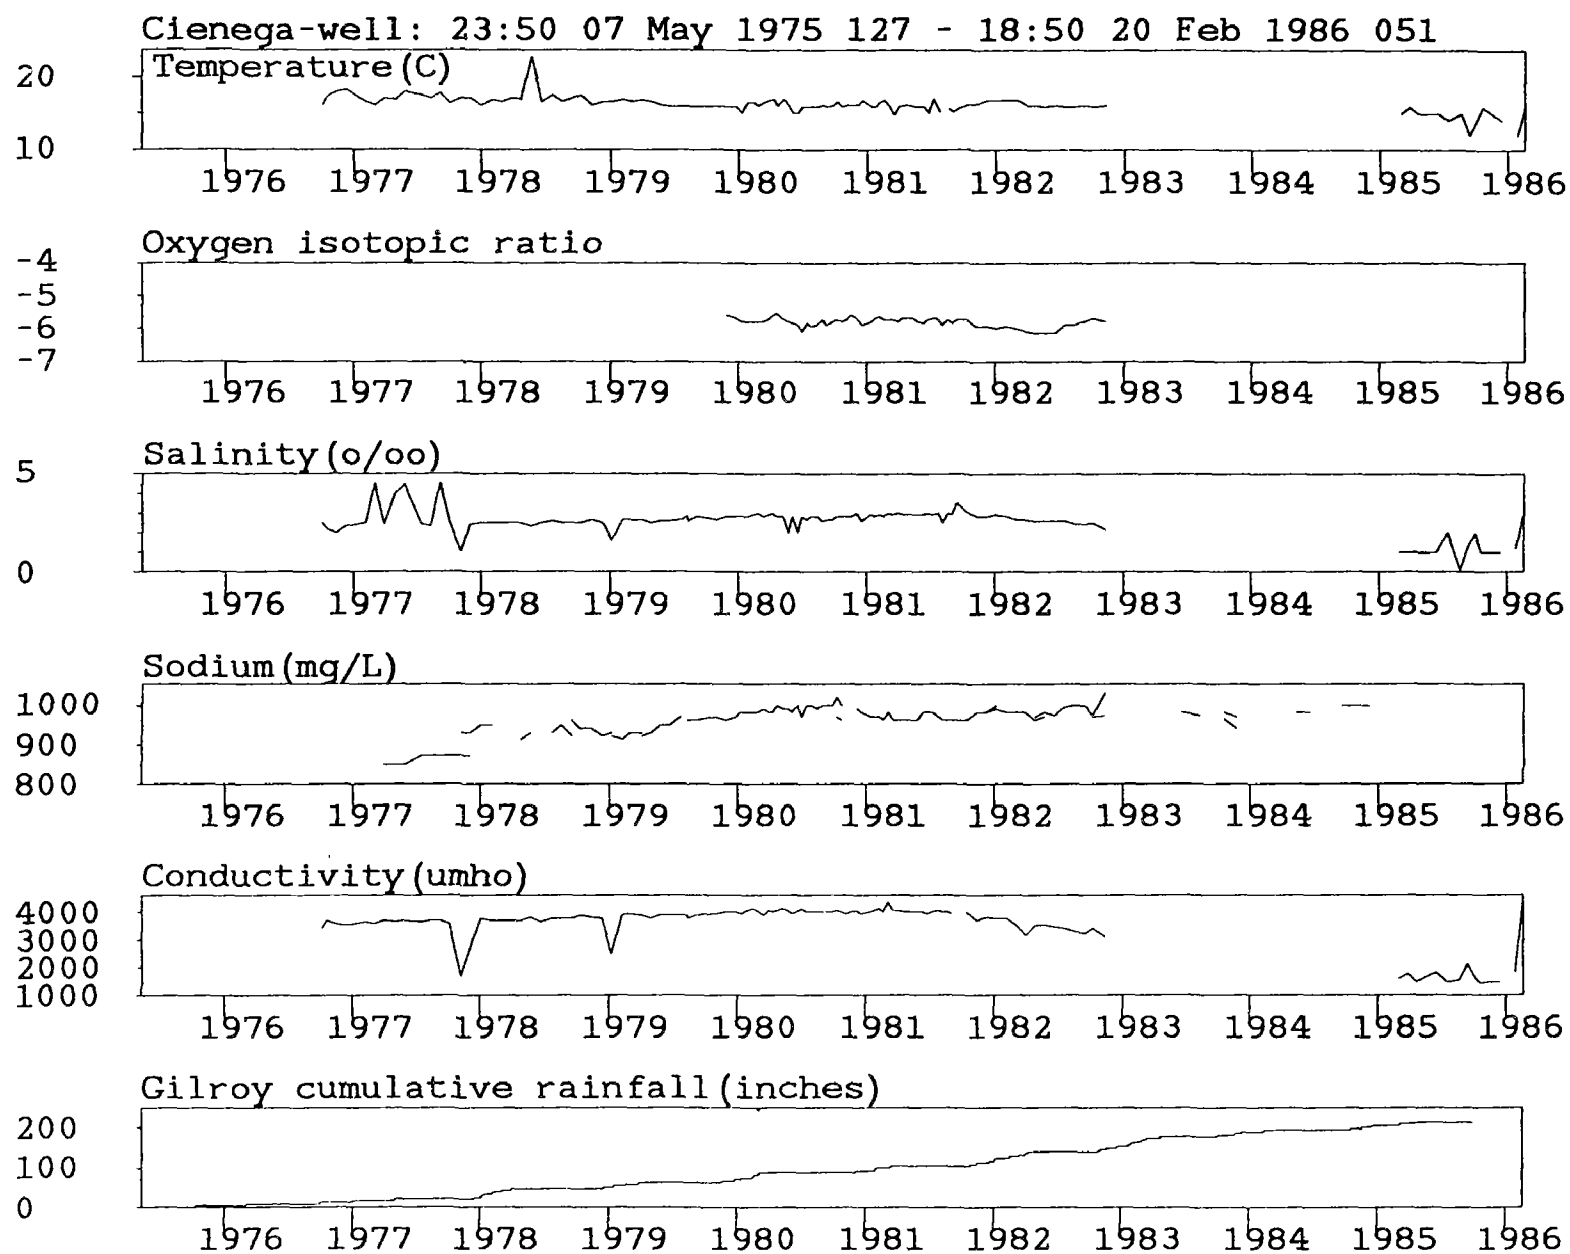 Cienega-well: 23:50 07 May 1975 127 - 18:50 20 Feb 1986 051
Temperature(C)
20
10
1976 1977 1978 1979 1980 1981 1982 1983 1984 1985 1986
Oxygen isotopic ratio
-4
-5
-6
-7
1976 1977 1978 1979 1980 1981 1982 1983 1984 1985 1986
Salinity(o/oo)
5
0
1976 1977 1978 1979 1980 1981 1982 1983 1984 1985 1986
Sodium(mg/L)
1000
900
800
1976 1977 1978 1979 1980 1981 1982 1983 1984 1985 1986
Conductivity(umho)
4000
3000
2000
1000
1976 1977 1978 1979 1980 1981 1982 1983 1984 1985 1986
Gilroy cumulative rainfall(inches)
200
100
0
1976 1977 1978 1979 1980 1981 1982 1983 1984 1985 1986